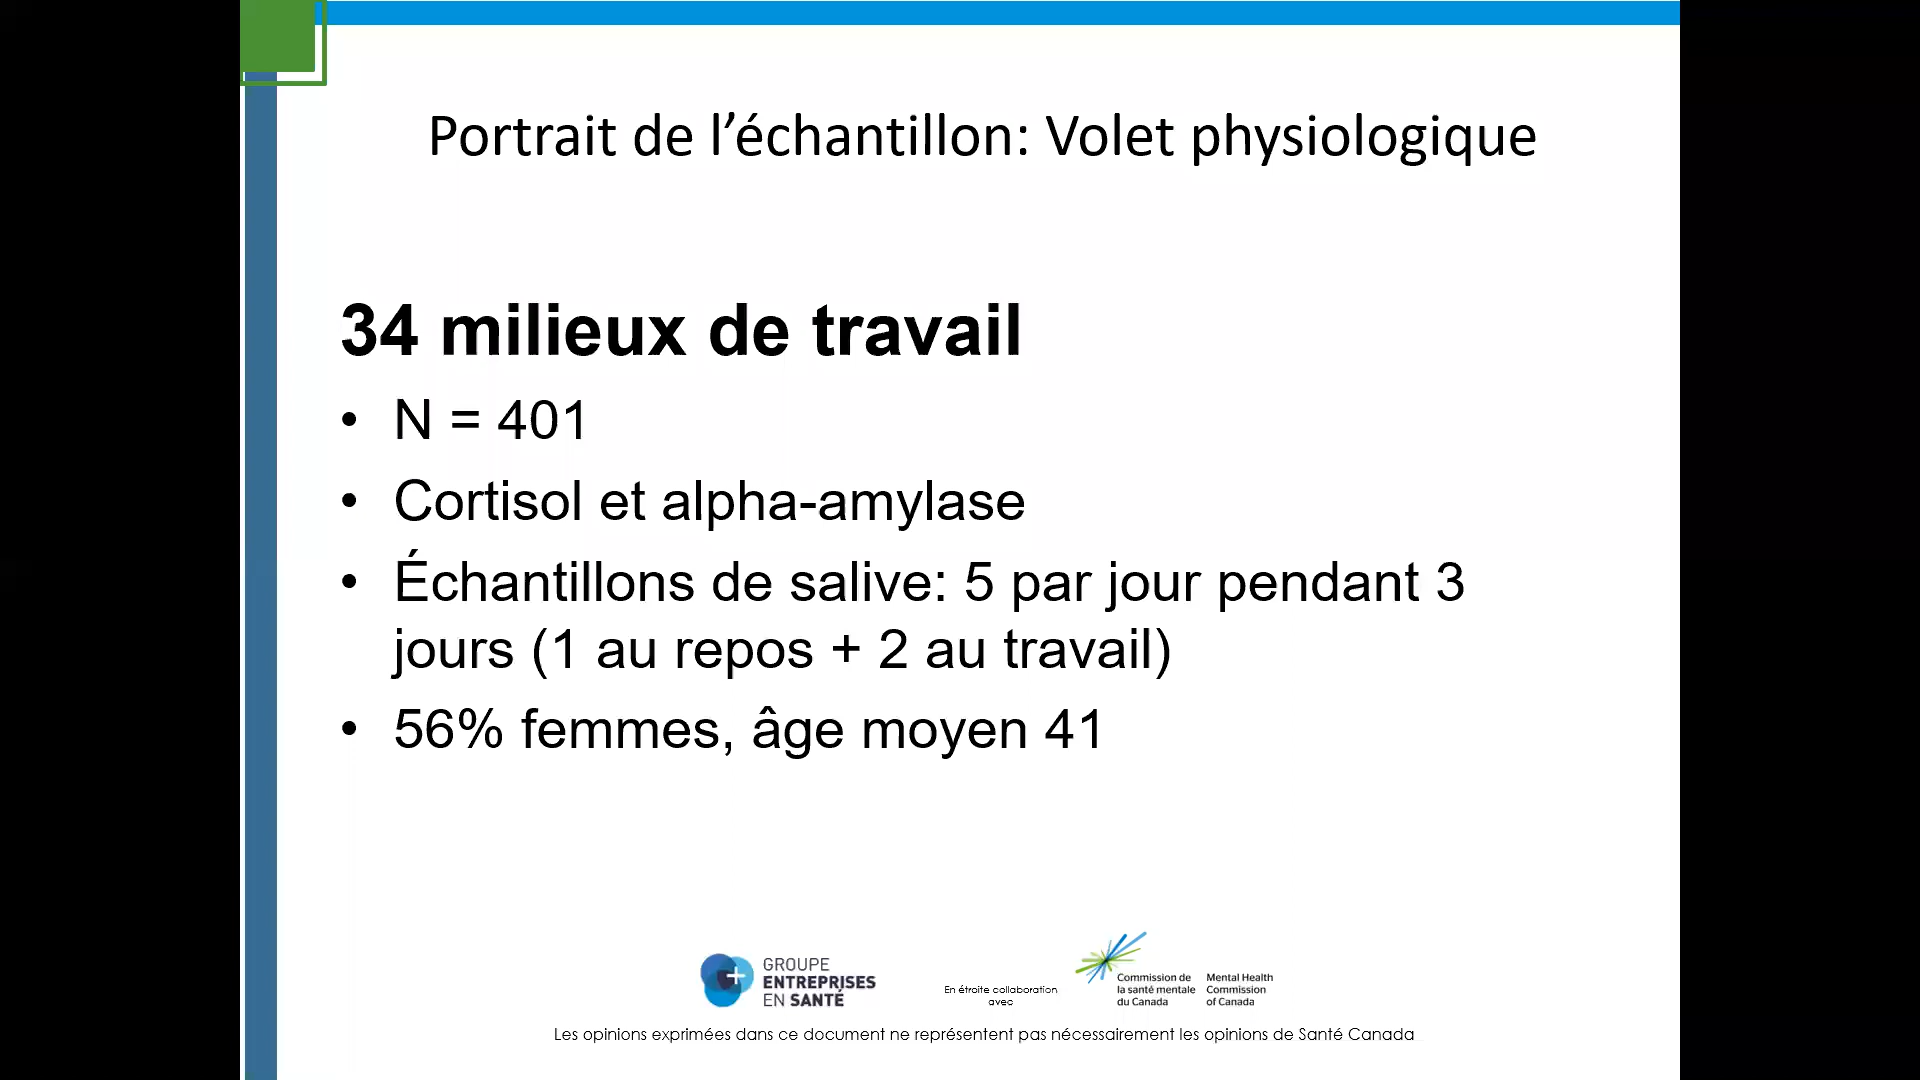 Portrait de l’échantillon: Volet physiologique
34 milieux de travail
• N = 401
• Cortisol et alpha-amylase
• Échantillons de salive: 5 par jour pendant 3
jours (1 au repos + 2 au travail)
• 56% femmes, âge moyen 41
GROUPE
ENTREPRISES
EN SANTÉ
En étroite collaboration
avec
Commission de
la santé mentale
du Canada
Mental Health
Commission
of Canada
Les opinions exprimées dans ce document ne représentent pas nécessairement les opinions de Santé Canada